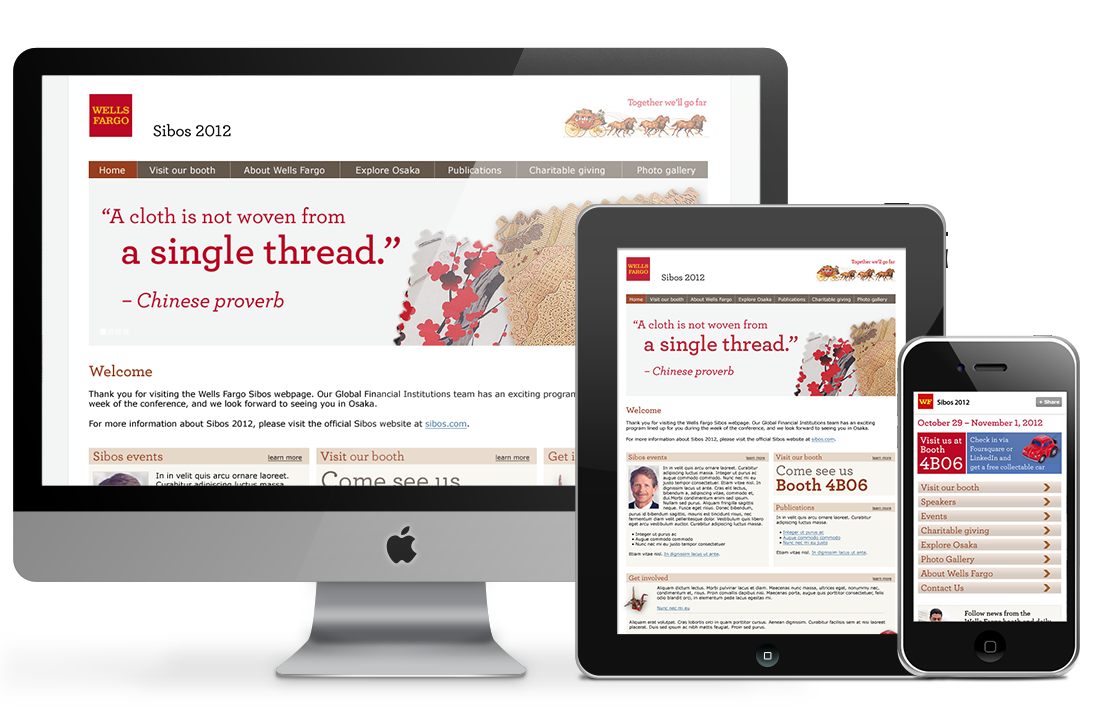 WELLS
FARGO
Sibos 2012
Together we'll go far
Home
Visit our booth
About Wells Fargo
Explore Osaka
Publications
Charitable giving
Photo gallery
“A cloth is not woven from
a single thread.”
– Chinese proverb
Welcome
Thank you for visiting the Wells Fargo Sibos webpage. Our Global Financial Institutions team has an exciting program
week of the conference, and we look forward to seeing you in Osaka.
For more information about Sibos 2012, please visit the official Sibos website at sibos.com.
Sibos events
learn more
In in velit quis arcu ornare laoreet.
Curabitur adipiscing luctus massa.
Visit our booth
learn more
Come see us
Get i
WELLS
FARGO
Sibos 2012
Together we'll go far
Home
Visit our booth
About Wells Fargo
Explore Osaka
Publications
Charitable giving
Photo gallery
“A cloth is not woven from
a single thread.”
– Chinese proverb
Welcome
Thank you for visiting the Wells Fargo Sibos webpage. Our Global Financial Institutions team has an exciting
program lined up for you during the week of the conference, and we look forward to seeing you in Osaka.
For more information about Sibos 2012, please visit the official Sibos website at sibos.com.
Sibos events
learn more
In in velit quis arcu ornare laoreet. Curabitur
adipiscing luctus massa. Integer ut purus ac
augue commodo commodo. Nunc nec mi eu
justo tempor consectetuer. Etiam vitae nisl. In
dignissim lacus ut ante. Cras elit lectus,
bibendum a, adipiscing vitae, commodo et,
dui.Morbi condimentum enim sed ipsum.
Nullam sed purus. Aliquam fringilla sagittis
neque. Fusce eget risus. Donec bibendum,
purus id bibendum sagittis, mauris est tincidunt risus, nec
fermentum diam velit pellentesque dolor. Vestibulum quis libero
eget arcu vestibulum auctor. Curabitur adipiscing luctus massa.
• Integer ut purus ac
• Augue commodo commodo
• Nunc nec mi eu justo tempor consectetuer
Etiam vitae nisl. In dignissim lacus ut ante.
Visit our booth
learn more
Come see us
Booth 4B06
Publications
learn more
In in velit quis arcu ornare laoreet. Curabitur
adipiscing luctus massa.
• Integer ut purus ac
• Augue commodo commodo
• Nunc nec mi eu justo
Etiam vitae nisl. In dignissim lacus ut ante.
Get involved
learn more
Aliquam dictum lectus. Morbi pulvinar lacus et diam. Maecenas nunc massa, ultrices eget, nonummy nec,
condimentum et, risus. Proin convallis dapibus nisi. Maecenas porta, augue quis porttitor consectetuer, felis
odio blandit orci, in elementum pede lacus egestas mi.
Nunc nec mi eu
Aliquam erat volutpat. Cras lobortis orci in quam porttitor cursus. Aenean dignissim. Curabitur facilisis sem at nisi laoreet
placerat. Duis sed ipsum ac nibh mattis feugiat. Proin sed purus.
WF
Sibos 2012
+ Share
October 29 – November 1, 2012
Visit us at
Booth
4B06
Check in via
Foursquare or
LinkedIn and
get a free collectable car
Visit our booth
Speakers
Events
Charitable giving
Explore Osaka
Photo Gallery
About Wells Fargo
Contact Us
Follow news from the
Wells Fargo booth and daily